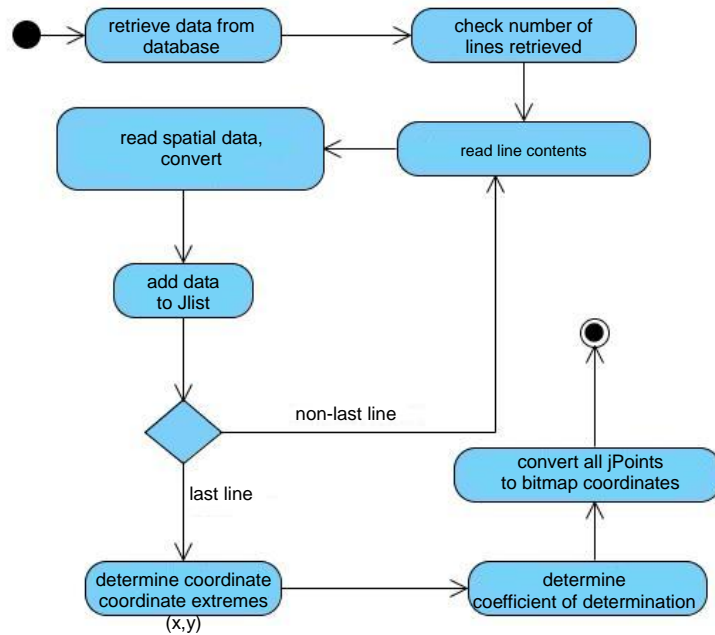 retrieve data from
database
check number of
lines retrieved
read line contents
read spatial data,
convert
add data
to Jlist
non-last line
last line
determine coordinate
coordinate extremes
(x,y)
determine
coefficient of determination
convert all jPoints
to bitmap coordinates